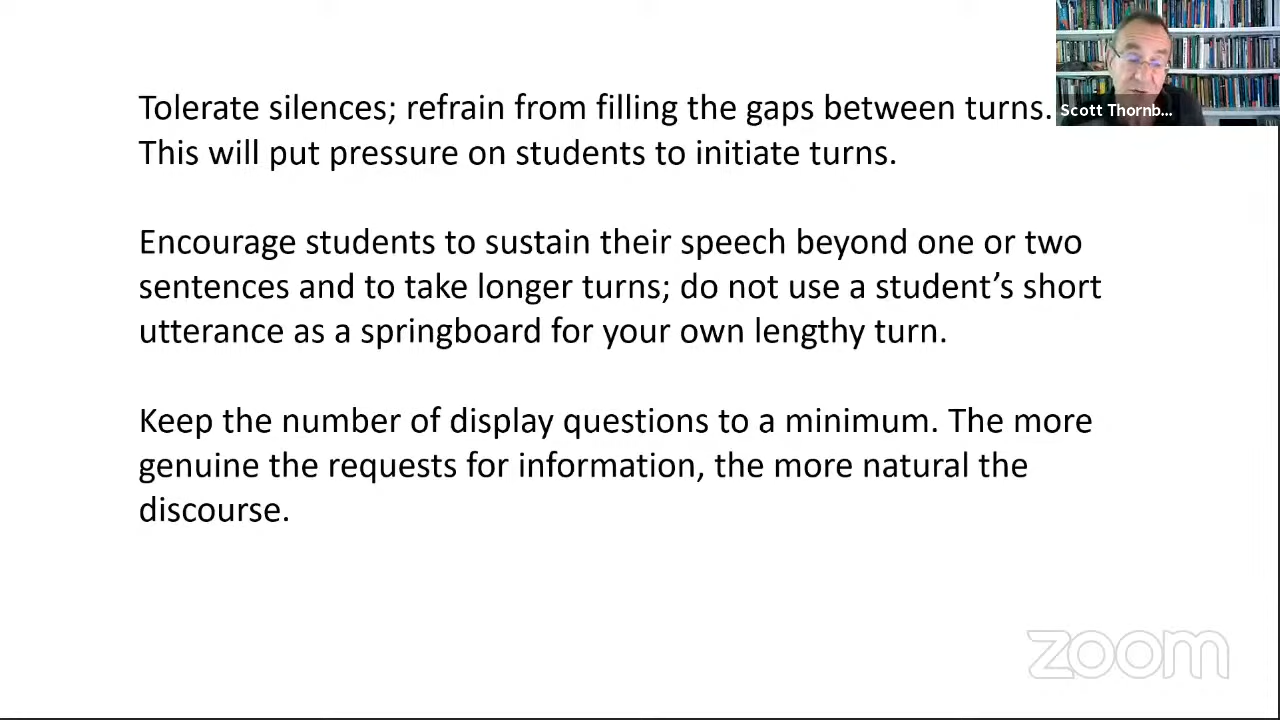 Tolerate silences; refrain from filling the gaps between turns.
This will put pressure on students to initiate turns.
Encourage students to sustain their speech beyond one or two
sentences and to take longer turns; do not use a student’s short
utterance as a springboard for your own lengthy turn.
Keep the number of display questions to a minimum. The more
genuine the requests for information, the more natural the
discourse.
Scott Thornb...
zoom